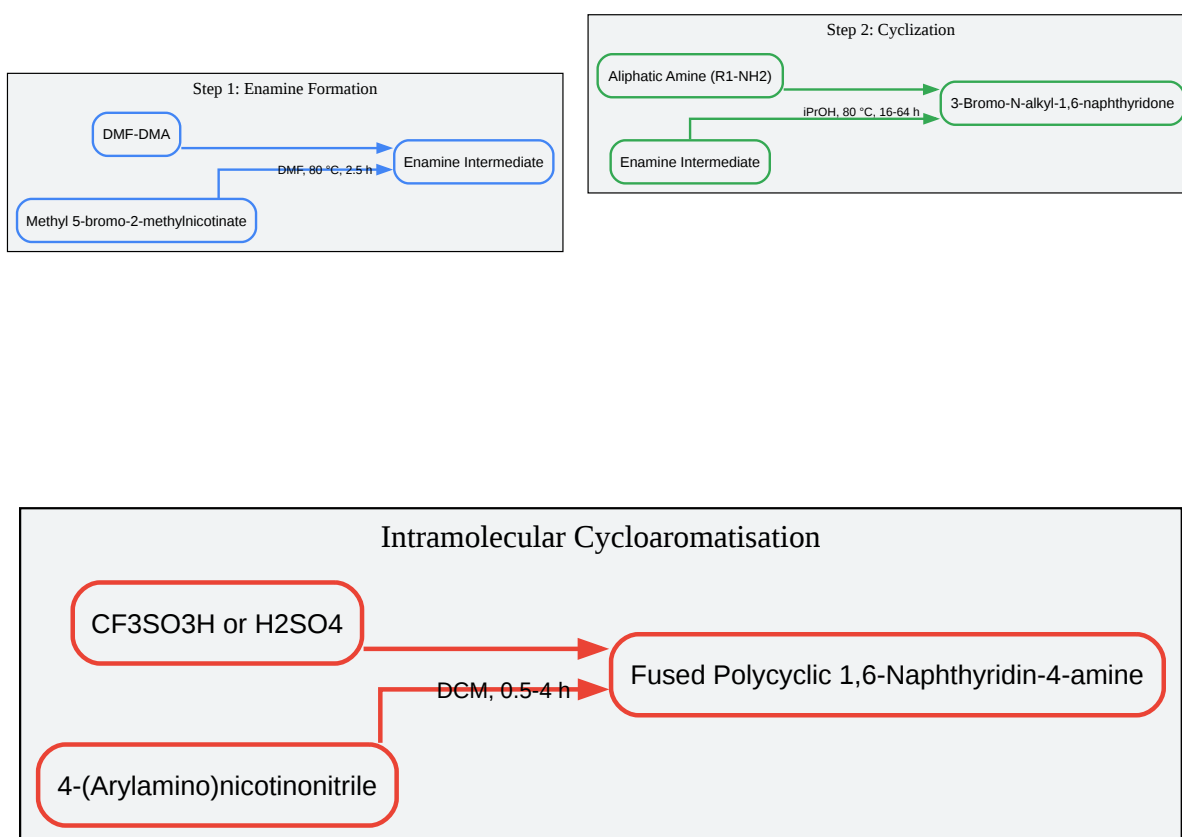 Step 1: Enamine Formation
DMF-DMA
Enamine Intermediate
DMF, 80 °C, 2.5 h
Methyl 5-bromo-2-methylnicotinate
Step 2: Cyclization
Aliphatic Amine (R1-NH2)
3-Bromo-N-alkyl-1,6-naphthyridone
iPrOH, 80 °C, 16-64 h
Enamine Intermediate
Intramolecular Cycloaromatisation
CF3SO3H or H2SO4
Fused Polycyclic 1,6-Naphthyridin-4-amine
DCM, 0.5-4 h
4-(Arylamino)nicotinonitrile